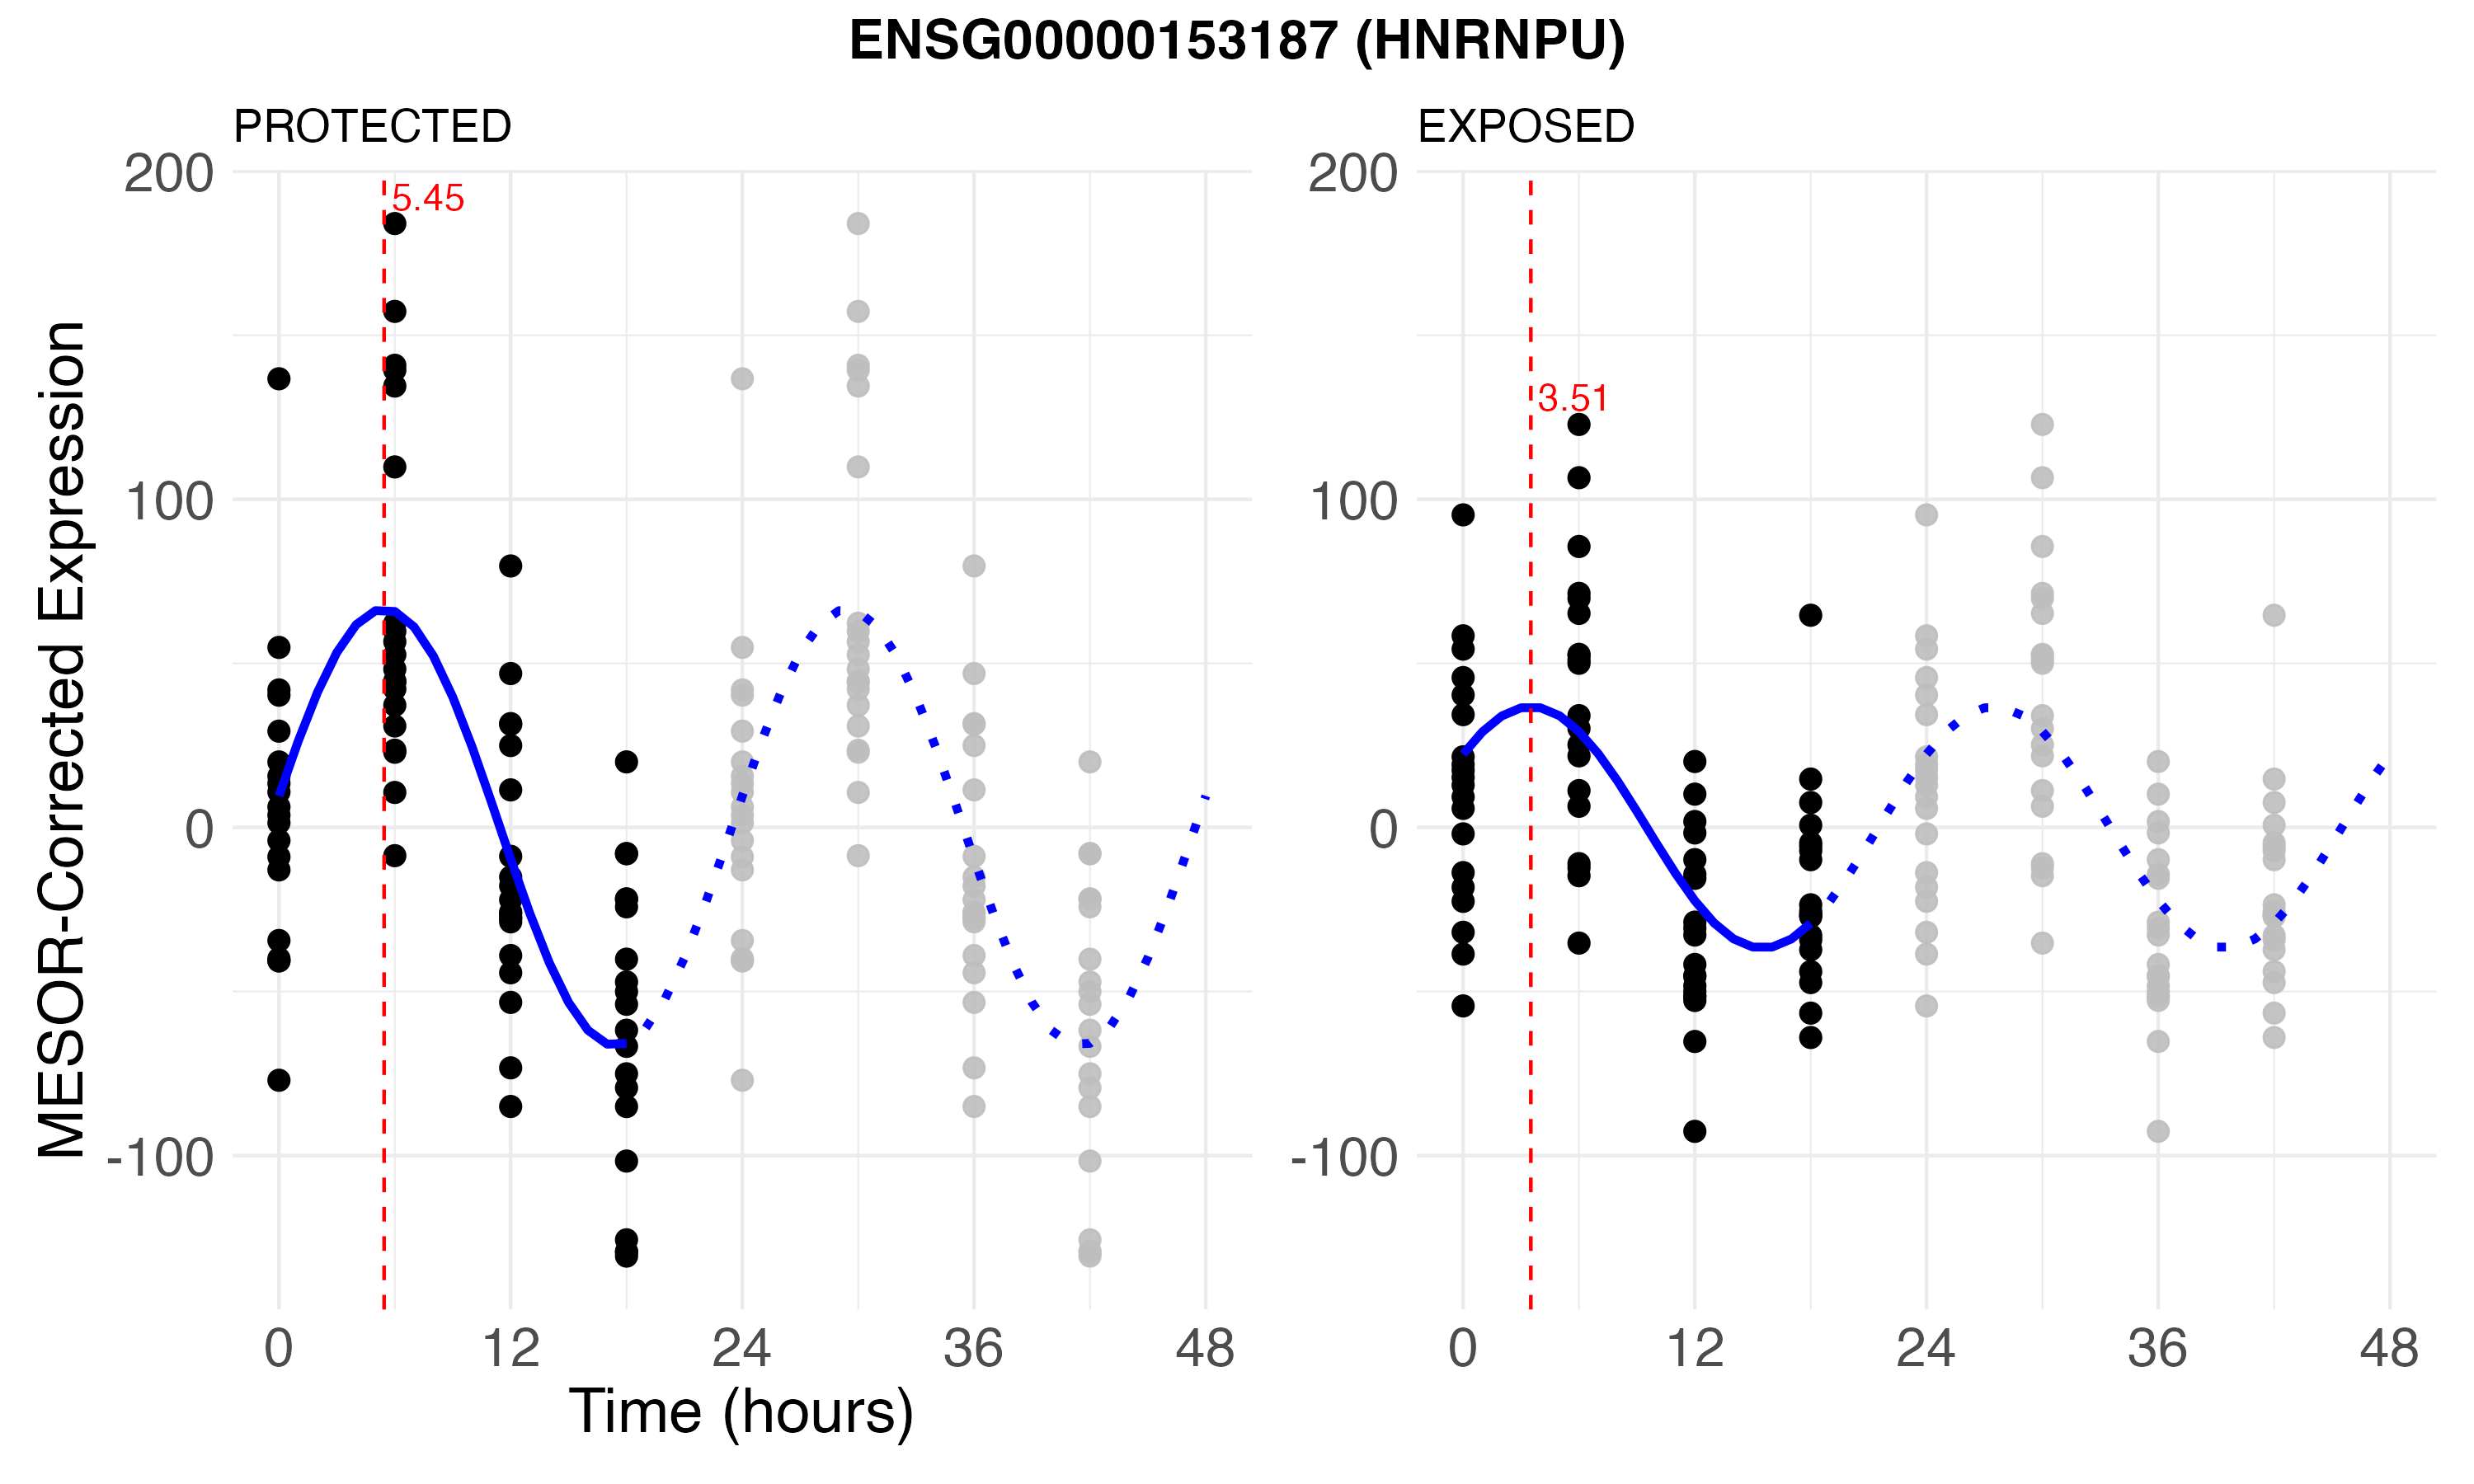 ENSG00000153187 (HNRNPU)
PROTECTED
200
100
0
-100
5.45
0 12 24 36 48
MESOR-Corrected Expression
Time (hours)
EXPOSED
200
100
0
-100
3.51
0 12 24 36 48